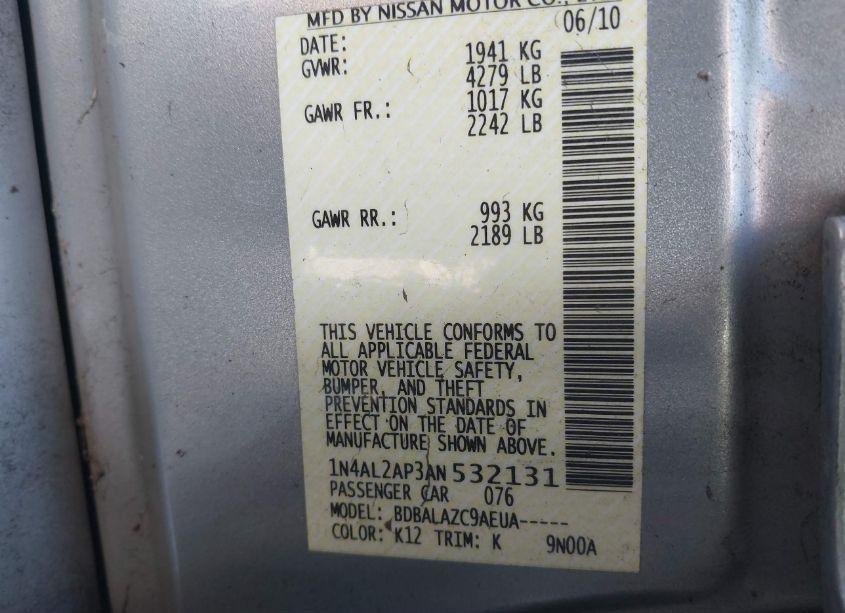 MFD BY NISSAN MOTOR CO.,
DATE: 06/10
GVWR: 1941 KG
4279 LB
GAWR FR.: 1017 KG
2242 LB
GAWR RR.: 993 KG
2189 LB
THIS VEHICLE CONFORMS TO
ALL APPLICABLE FEDERAL
MOTOR VEHICLE SAFETY,
BUMPER, AND THEFT
PREVENTION STANDARDS IN
EFFECT ON THE DATE OF
MANUFACTURE SHOWN ABOVE.
1N4AL2AP3AN532131
PASSENGER CAR 076
MODEL: BDBALAZC9AEUA-----
COLOR: K12 TRIM: K 9N00A